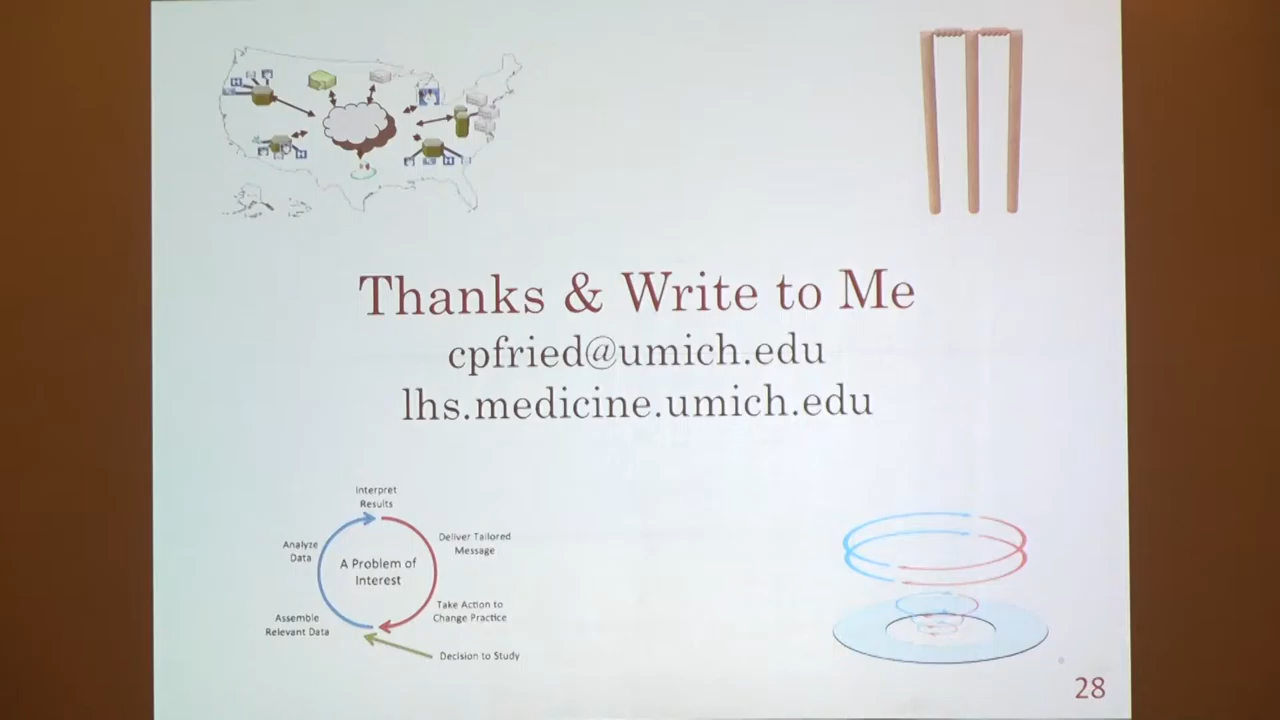 Thanks & Write to Me
cpfried@umich.edu
lhs.medicine.umich.edu
Interpret
Results
Analyze
Data
Deliver Tailored
Message
A Problem of
Interest
Assemble
Relevant Data
Take Action to
Change Practice
Decision to Study
28